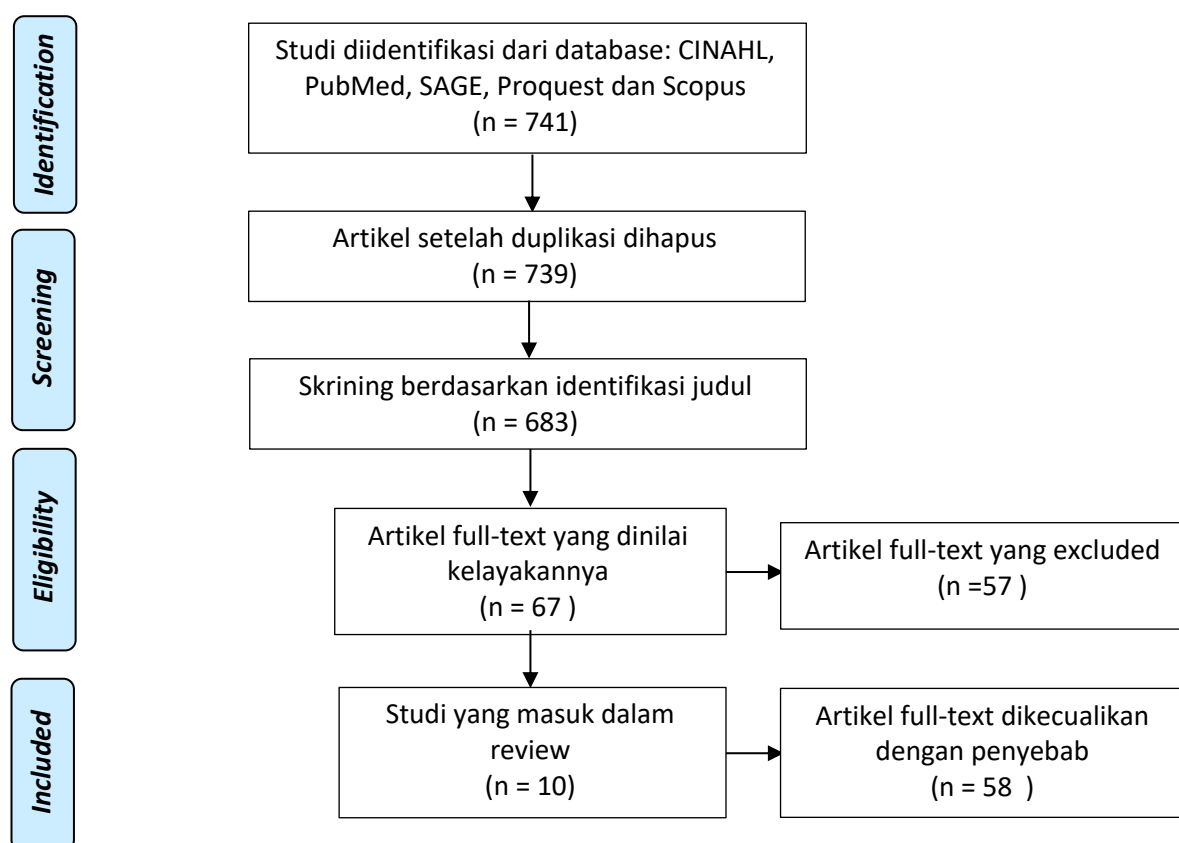 Identification
Studi diidentifikasi dari database: CINAHL,
PubMed, SAGE, Proquest dan Scopus
(n = 741)
Screening
Artikel setelah duplikasi dihapus
(n = 739)
Skrining berdasarkan identifikasi judul
(n = 683)
Eligibility
Artikel full-text yang dinilai
kelayakannya
(n = 67 )
Artikel full-text yang excluded
(n =57 )
Included
Studi yang masuk dalam
review
(n = 10)
Artikel full-text dikecualikan
dengan penyebab
(n = 58 )